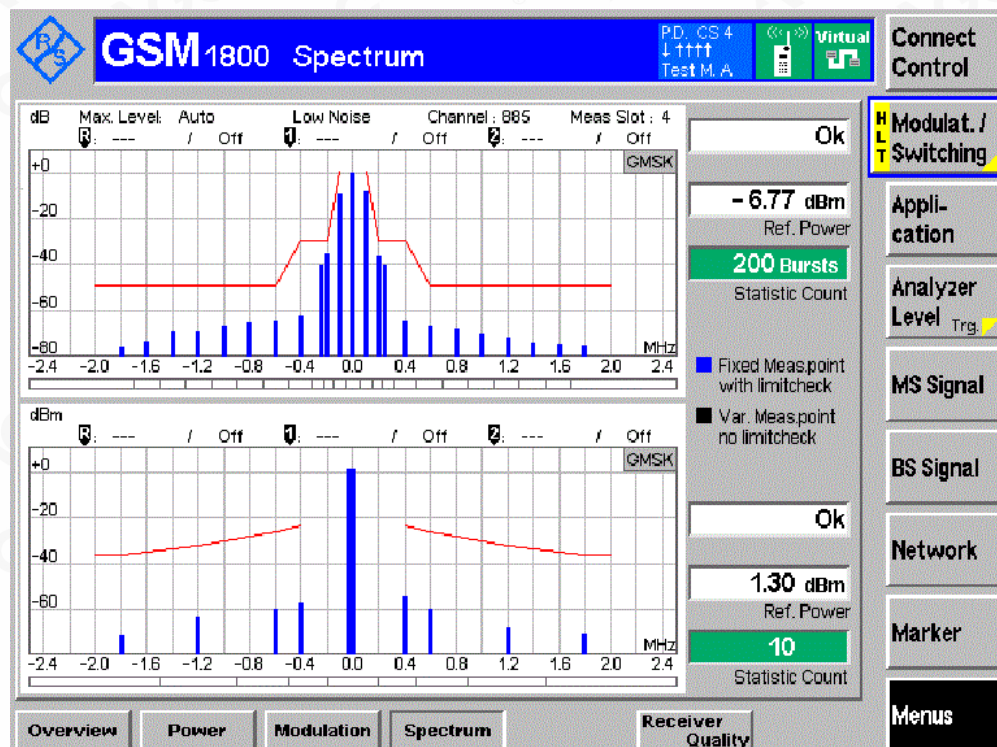 R/S
GSM 1800 Spectrum
P.D. CS 4
↓ ↑↑↑↑
Test M. A.
Virtual
Connect Control
dB Max. Level: Auto Low Noise Channel : 885 Meas Slot : 4
R: --- / Off 1: --- / Off 2: --- / Off
GMSK
+0
-20
-40
-60
-80
MHz
-2.4 -2.0 -1.6 -1.2 -0.8 -0.4 0.0 0.4 0.8 1.2 1.6 2.0 2.4
Ok
- 6.77 dBm
Ref. Power
200 Bursts
Statistic Count
Fixed Meas.point
with limitcheck
Var. Meas.point
no limitcheck
dBm
R: --- / Off 1: --- / Off 2: --- / Off
GMSK
+0
-20
-40
-60
MHz
-2.4 -2.0 -1.6 -1.2 -0.8 -0.4 0.0 0.4 0.8 1.2 1.6 2.0 2.4
Ok
1.30 dBm
Ref. Power
10
Statistic Count
H L T
Modulat. /
Switching
Appli-
cation
Analyzer
Level Trg.
MS Signal
BS Signal
Network
Marker
Menus
Overview Power Modulation Spectrum Receiver
Quality